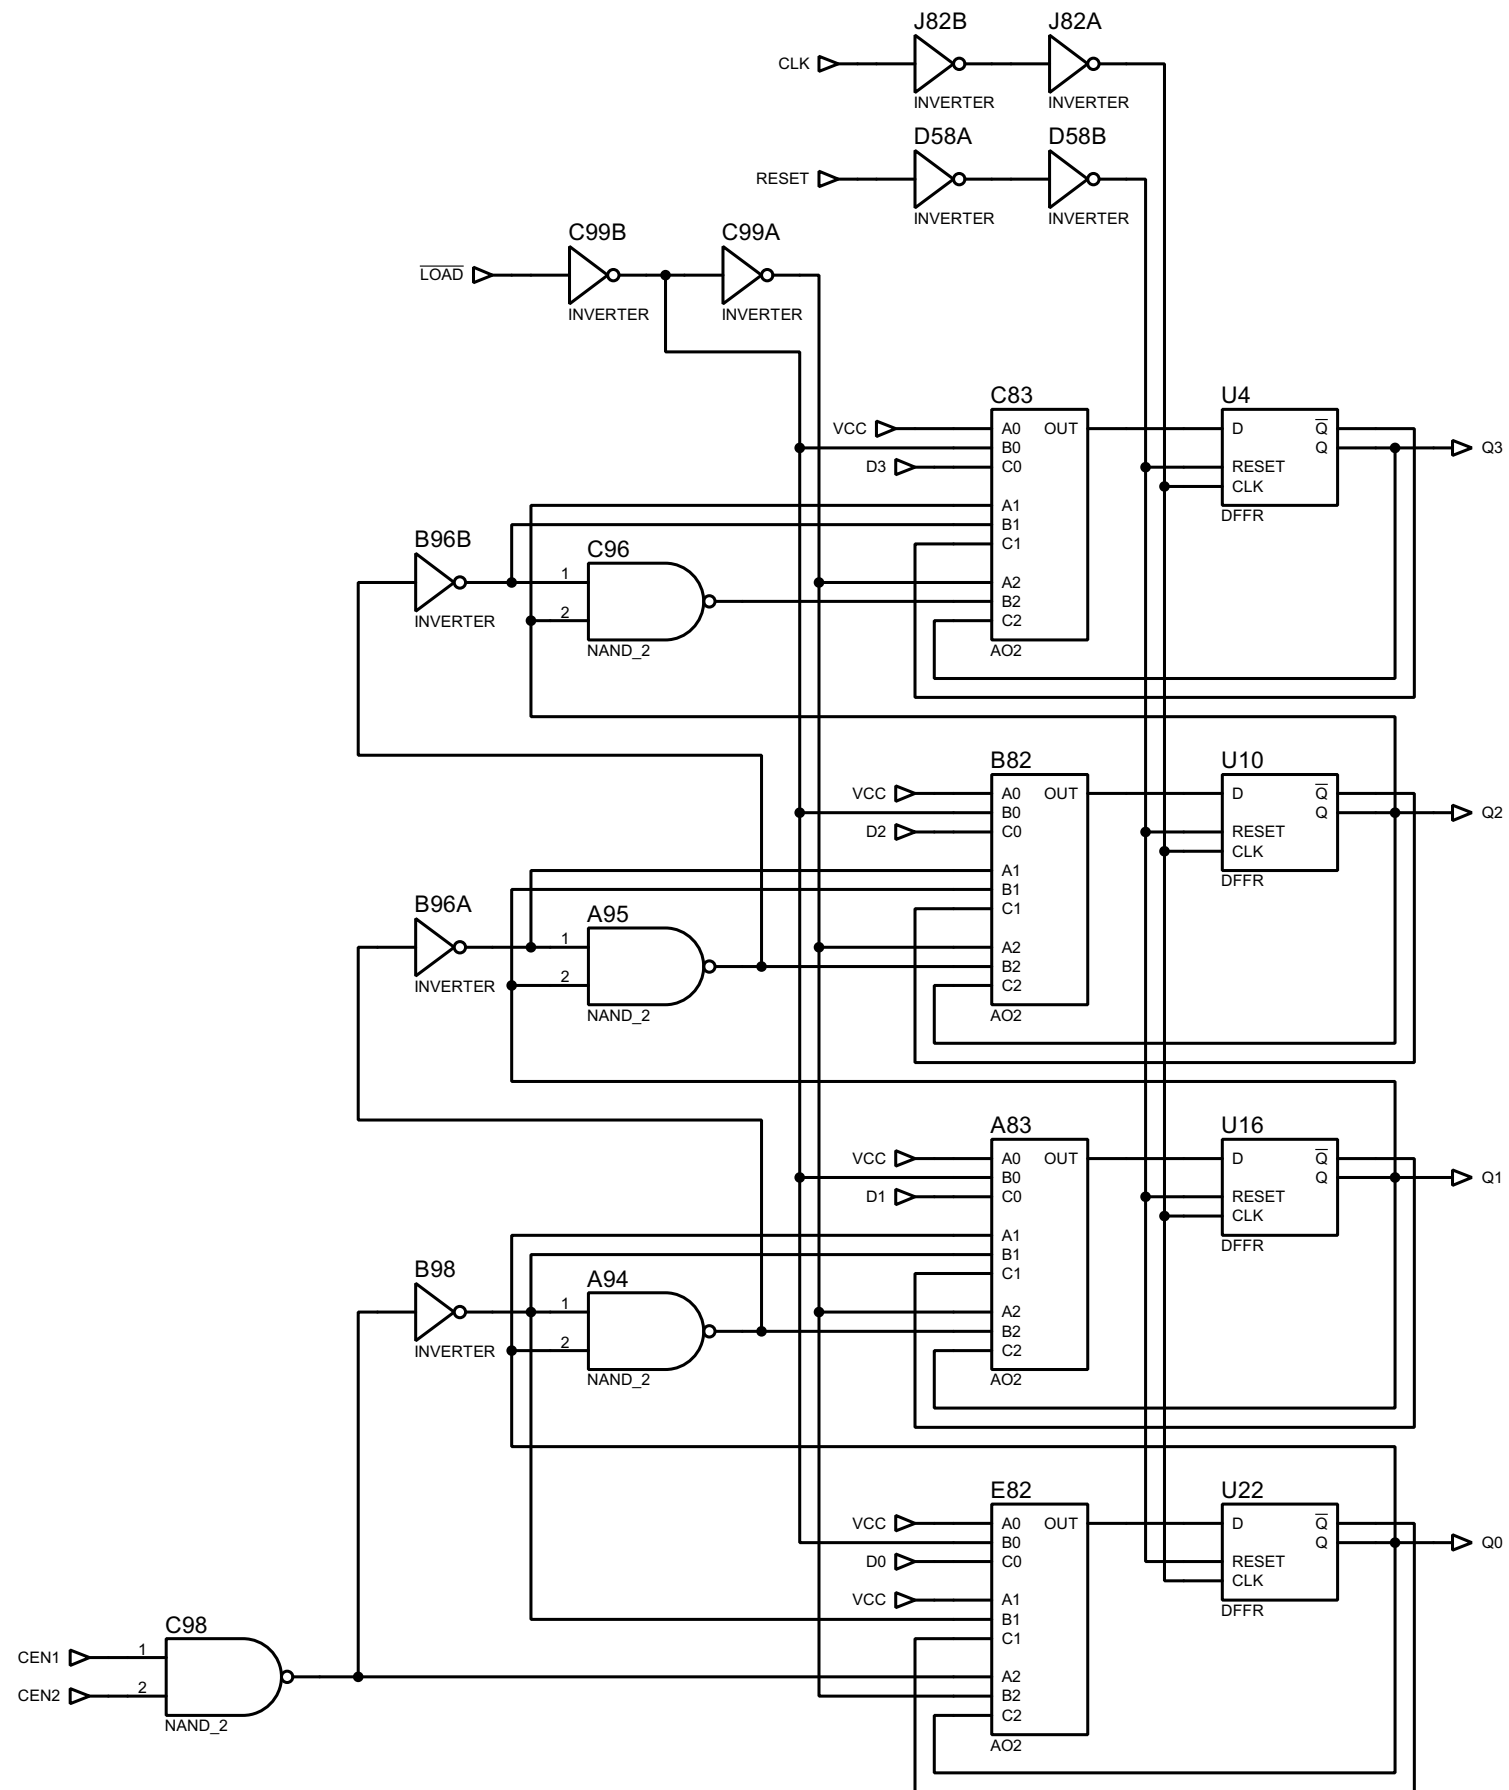 J82B J82A
CLK
INVERTER INVERTER
D58A D58B
RESET
INVERTER INVERTER
C99B C99A
LOAD
INVERTER INVERTER
C83 U4
VCC A0 OUT D Q
B0 Q Q3
D3 C0 RESET
CLK
A1 DFFR
B96B B1
C96 C1
1 A2
B2
2 C2
INVERTER
NAND_2 AO2
B82 U10
VCC A0 OUT D Q
B0 Q Q2
D2 C0 RESET
CLK
A1 DFFR
B96A B1
A95 C1
1 A2
B2
2 C2
INVERTER
NAND_2 AO2
A83 U16
VCC A0 OUT D Q
B0 Q Q1
D1 C0 RESET
CLK
A1 DFFR
B98 B1
A94 C1
1 A2
B2
2 C2
INVERTER
NAND_2 AO2
E82 U22
VCC A0 OUT D Q
B0 Q Q0
D0 C0 RESET
CLK
VCC A1 DFFR
B1
C98 C1
CEN1 1
A2
CEN2 2 B2
C2
NAND_2
AO2